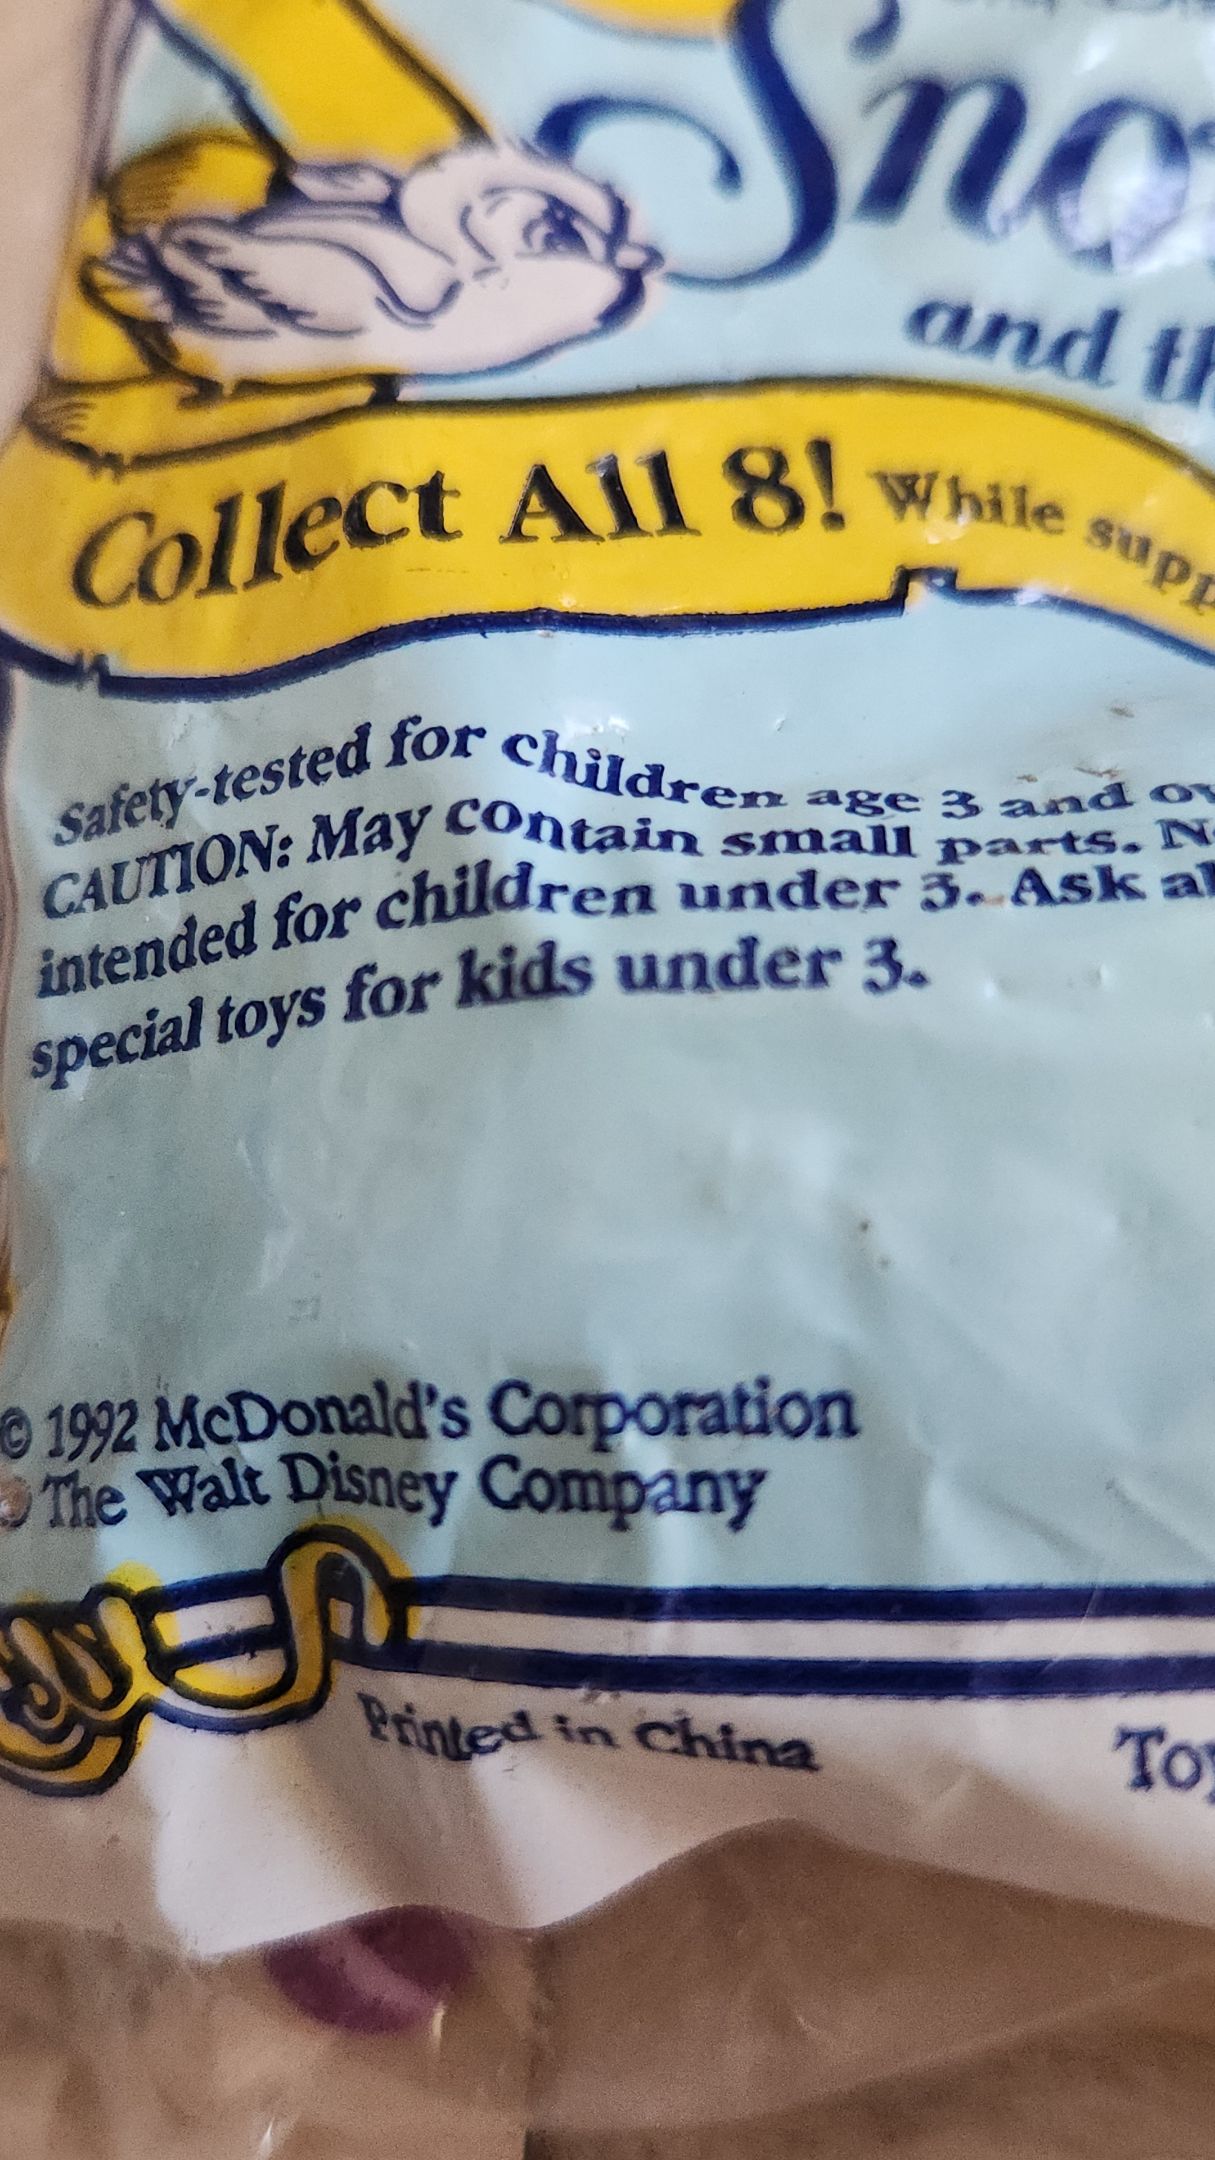 Sno
and th
Collect All 8! While supp
Safety-tested for children age 3 and ov
CAUTION: May contain small parts. N
intended for children under 3. Ask a
special toys for kids under 3.
© 1992 McDonald's Corporation
© The Walt Disney Company
Printed in China
Toy